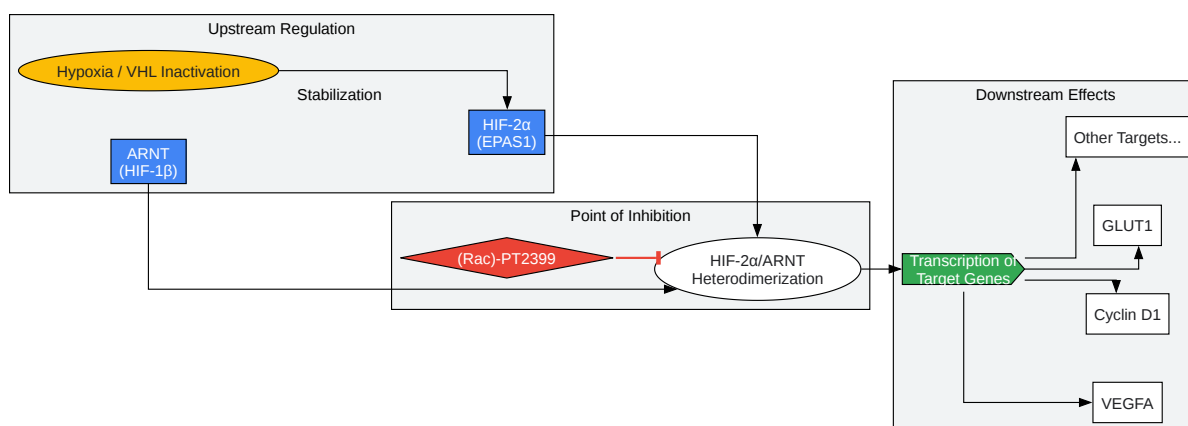 Upstream Regulation
Hypoxia / VHL Inactivation
Stabilization
HIF-2α
(EPAS1)
ARNT
(HIF-1β)
Point of Inhibition
(Rac)-PT2399
HIF-2α/ARNT
Heterodimerization
Downstream Effects
Other Targets...
GLUT1
Transcription of
Target Genes
Cyclin D1
VEGFA